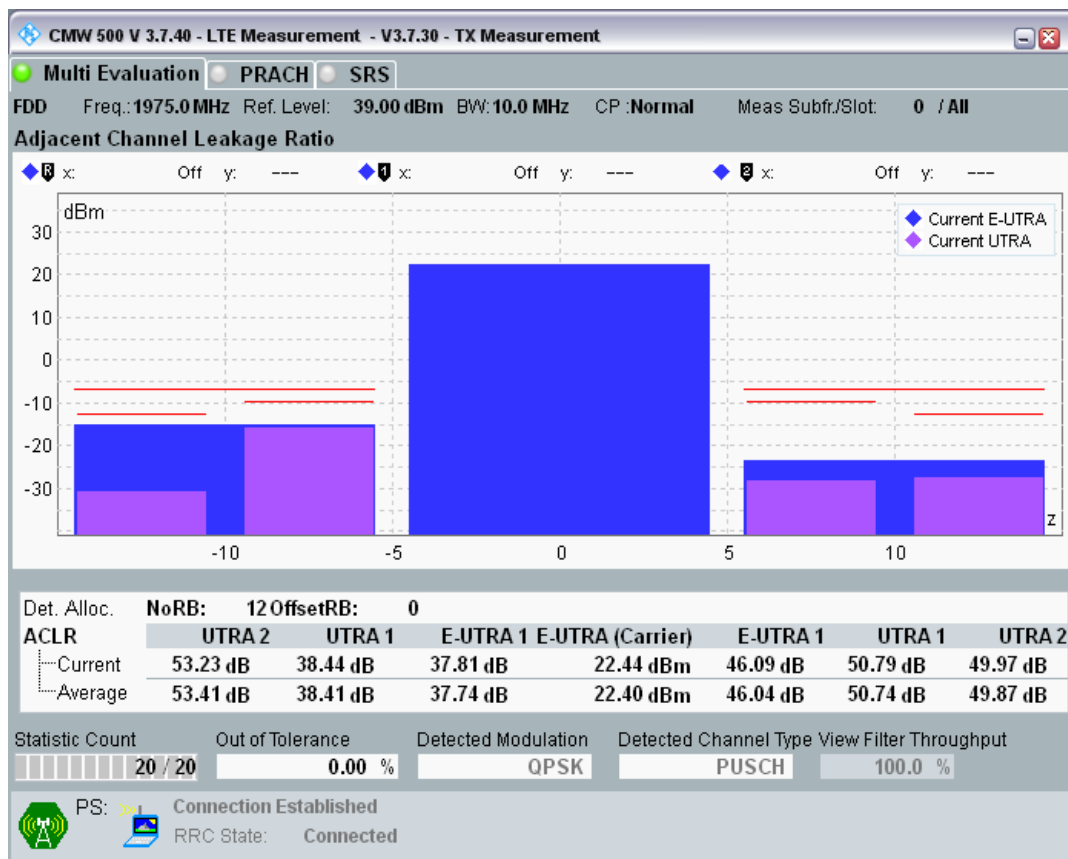 CMW 500 V 3.7.40 - LTE Measurement - V3.7.30 - TX Measurement
Multi Evaluation PRACH SRS
FDD Freq.:1975.0 MHz Ref. Level: 39.00 dBm BW:10.0 MHz CP :Normal Meas Subfr./Slot: 0 / All
Adjacent Channel Leakage Ratio
R x: Off y: --- 1 x: Off y: --- 2 x: Off y: ---
dBm
Current E-UTRA
Current UTRA
30
20
10
0
-10
-20
-30
z
-10 -5 0 5 10
Det. Alloc. NoRB: 12 OffsetRB: 0
ACLR UTRA 2 UTRA 1 E-UTRA 1 E-UTRA (Carrier) E-UTRA 1 UTRA 1 UTRA 2
Current 53.23 dB 38.44 dB 37.81 dB 22.44 dBm 46.09 dB 50.79 dB 49.97 dB
Average 53.41 dB 38.41 dB 37.74 dB 22.40 dBm 46.04 dB 50.74 dB 49.87 dB
Statistic Count Out of Tolerance Detected Modulation Detected Channel Type View Filter Throughput
20 / 20 0.00 % QPSK PUSCH 100.0 %
PS: Connection Established
RRC State: Connected